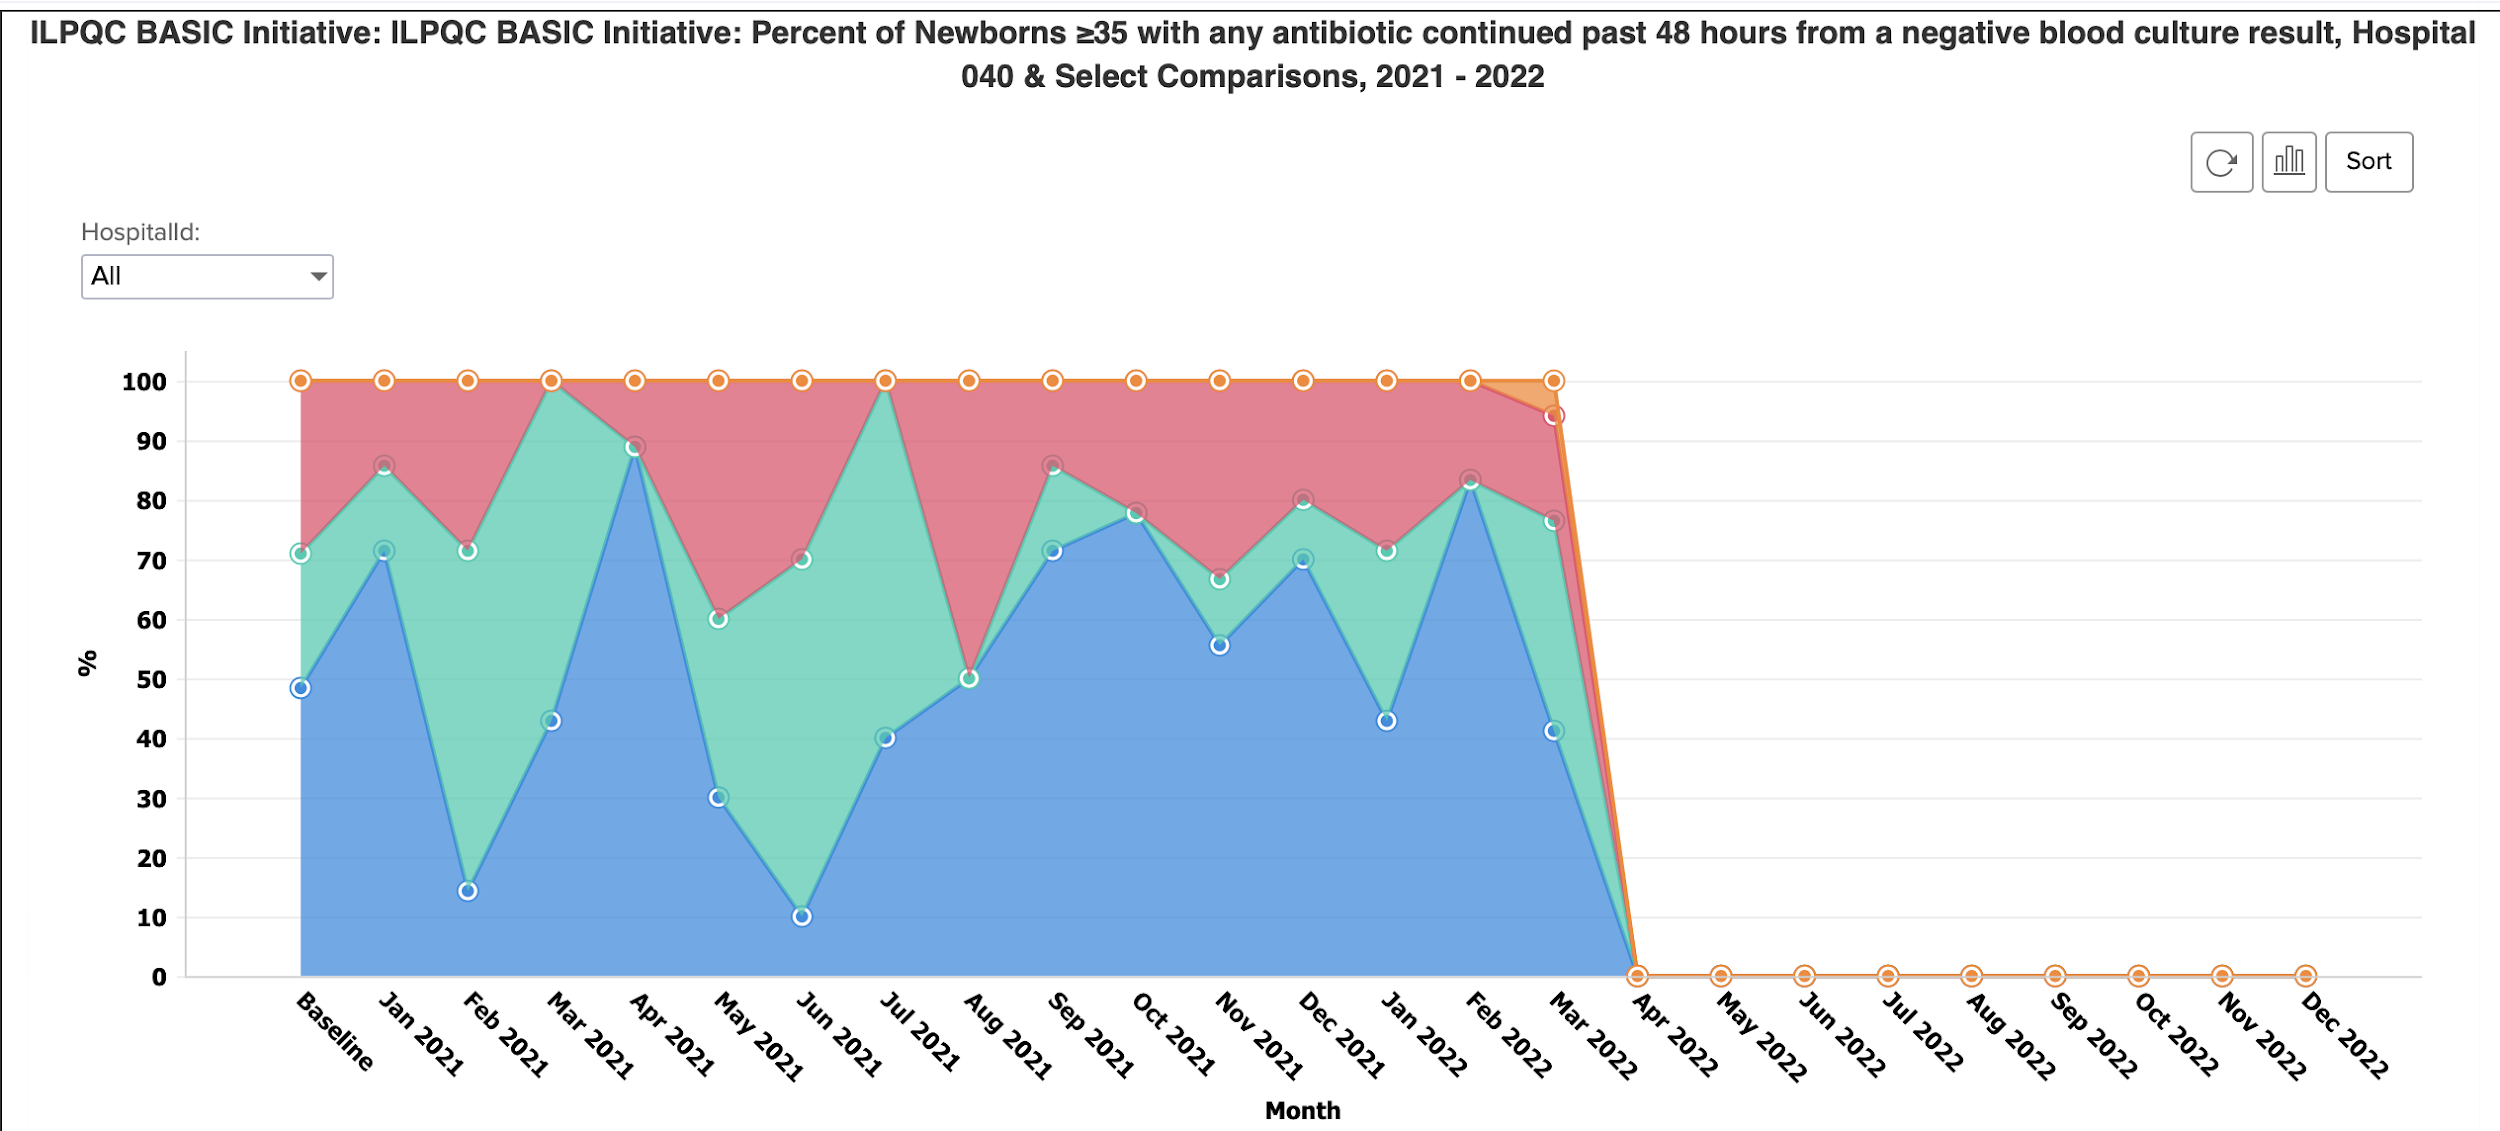 ILPQC BASIC Initiative: ILPQC BASIC Initiative: Percent of Newborns ≥35 with any antibiotic continued past 48 hours from a negative blood culture result, Hospital
040 & Select Comparisons, 2021 - 2022
Sort
HospitalId:
All
100
90
80
70
60
50
40
30
20
10
0
%
Baseline
Jan 2021
Feb 2021
Mar 2021
Apr 2021
May 2021
Jun 2021
Jul 2021
Aug 2021
Sep 2021
Oct 2021
Nov 2021
Dec 2021
Jan 2022
Feb 2022
Mar 2022
Apr 2022
May 2022
Jun 2022
Jul 2022
Aug 2022
Sep 2022
Oct 2022
Nov 2022
Dec 2022
Month